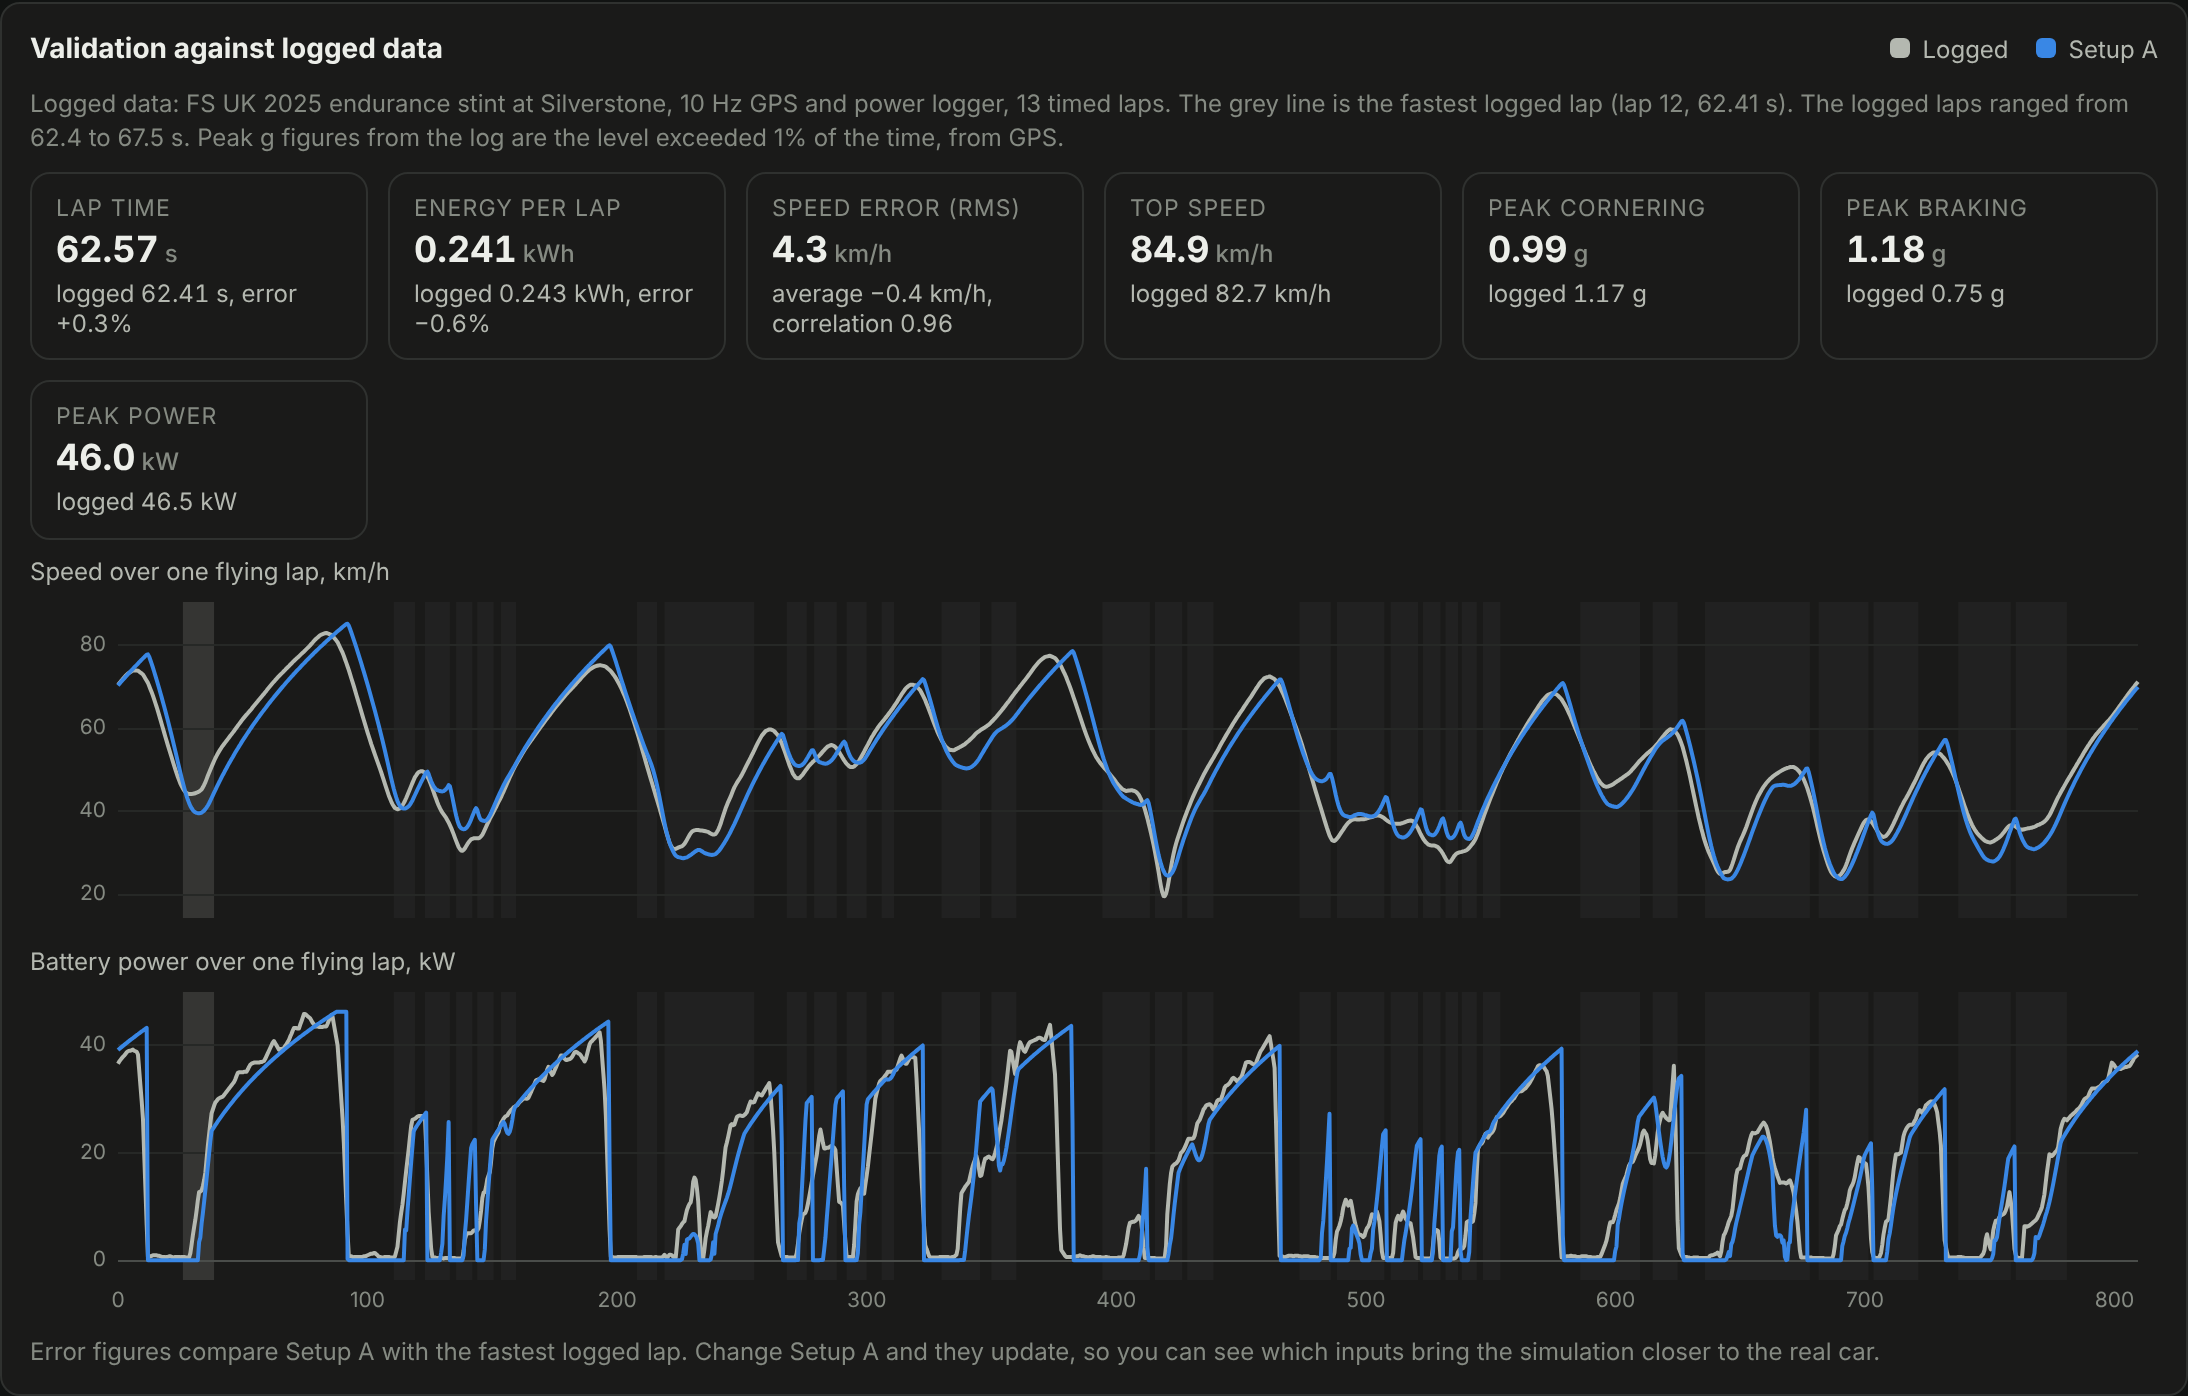 Validation against logged data
Logged
Setup A
Logged data: FS UK 2025 endurance stint at Silverstone, 10 Hz GPS and power logger, 13 timed laps. The grey line is the fastest logged lap (lap 12, 62.41 s). The logged laps ranged from
62.4 to 67.5 s. Peak g figures from the log are the level exceeded 1% of the time, from GPS.
LAP TIME
62.57 s
logged 62.41 s, error
+0.3%
ENERGY PER LAP
0.241 kWh
logged 0.243 kWh, error
−0.6%
SPEED ERROR (RMS)
4.3 km/h
average −0.4 km/h,
correlation 0.96
TOP SPEED
84.9 km/h
logged 82.7 km/h
PEAK CORNERING
0.99 g
logged 1.17 g
PEAK BRAKING
1.18 g
logged 0.75 g
PEAK POWER
46.0 kW
logged 46.5 kW
Speed over one flying lap, km/h
80
60
40
20
Battery power over one flying lap, kW
40
20
0
0 100 200 300 400 500 600 700 800
Error figures compare Setup A with the fastest logged lap. Change Setup A and they update, so you can see which inputs bring the simulation closer to the real car.